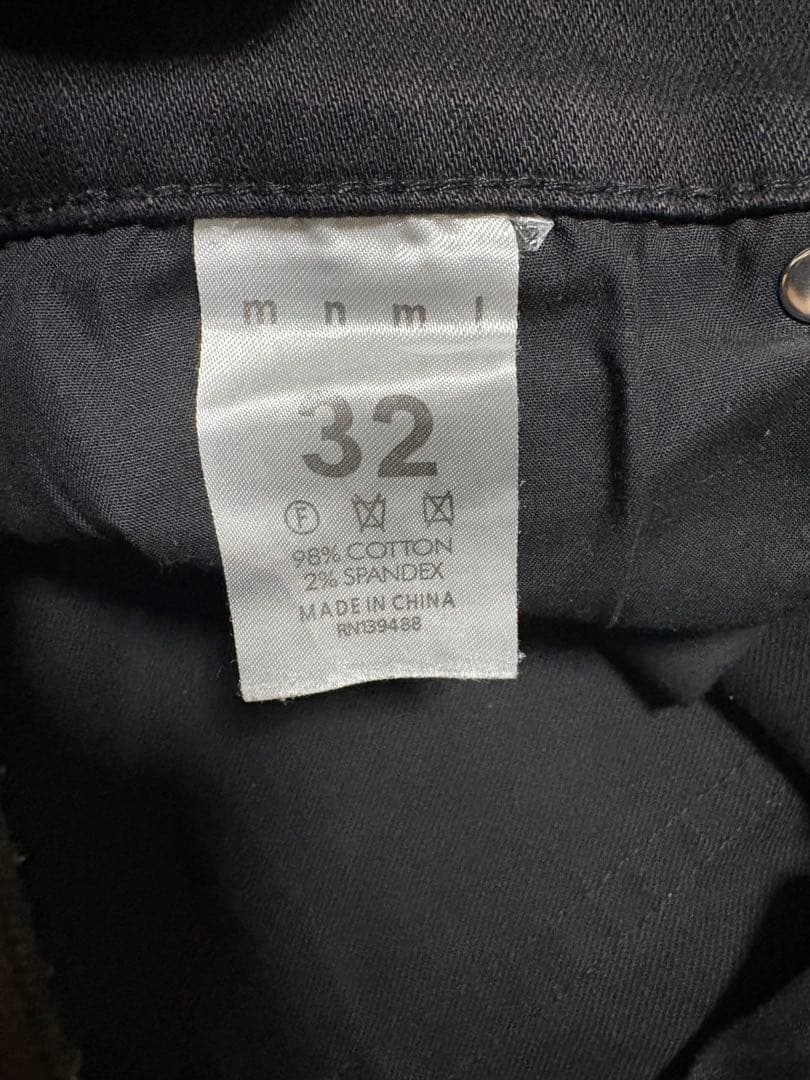 m n m l
32
F
98% COTTON
2% SPANDEX
MADE IN CHINA
RN139488